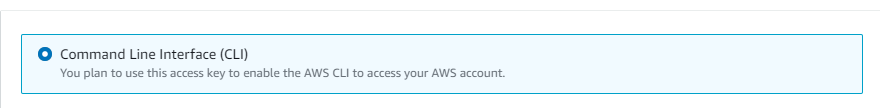 Command Line Interface (CLI)
You plan to use this access key to enable the AWS CLI to access your AWS account.